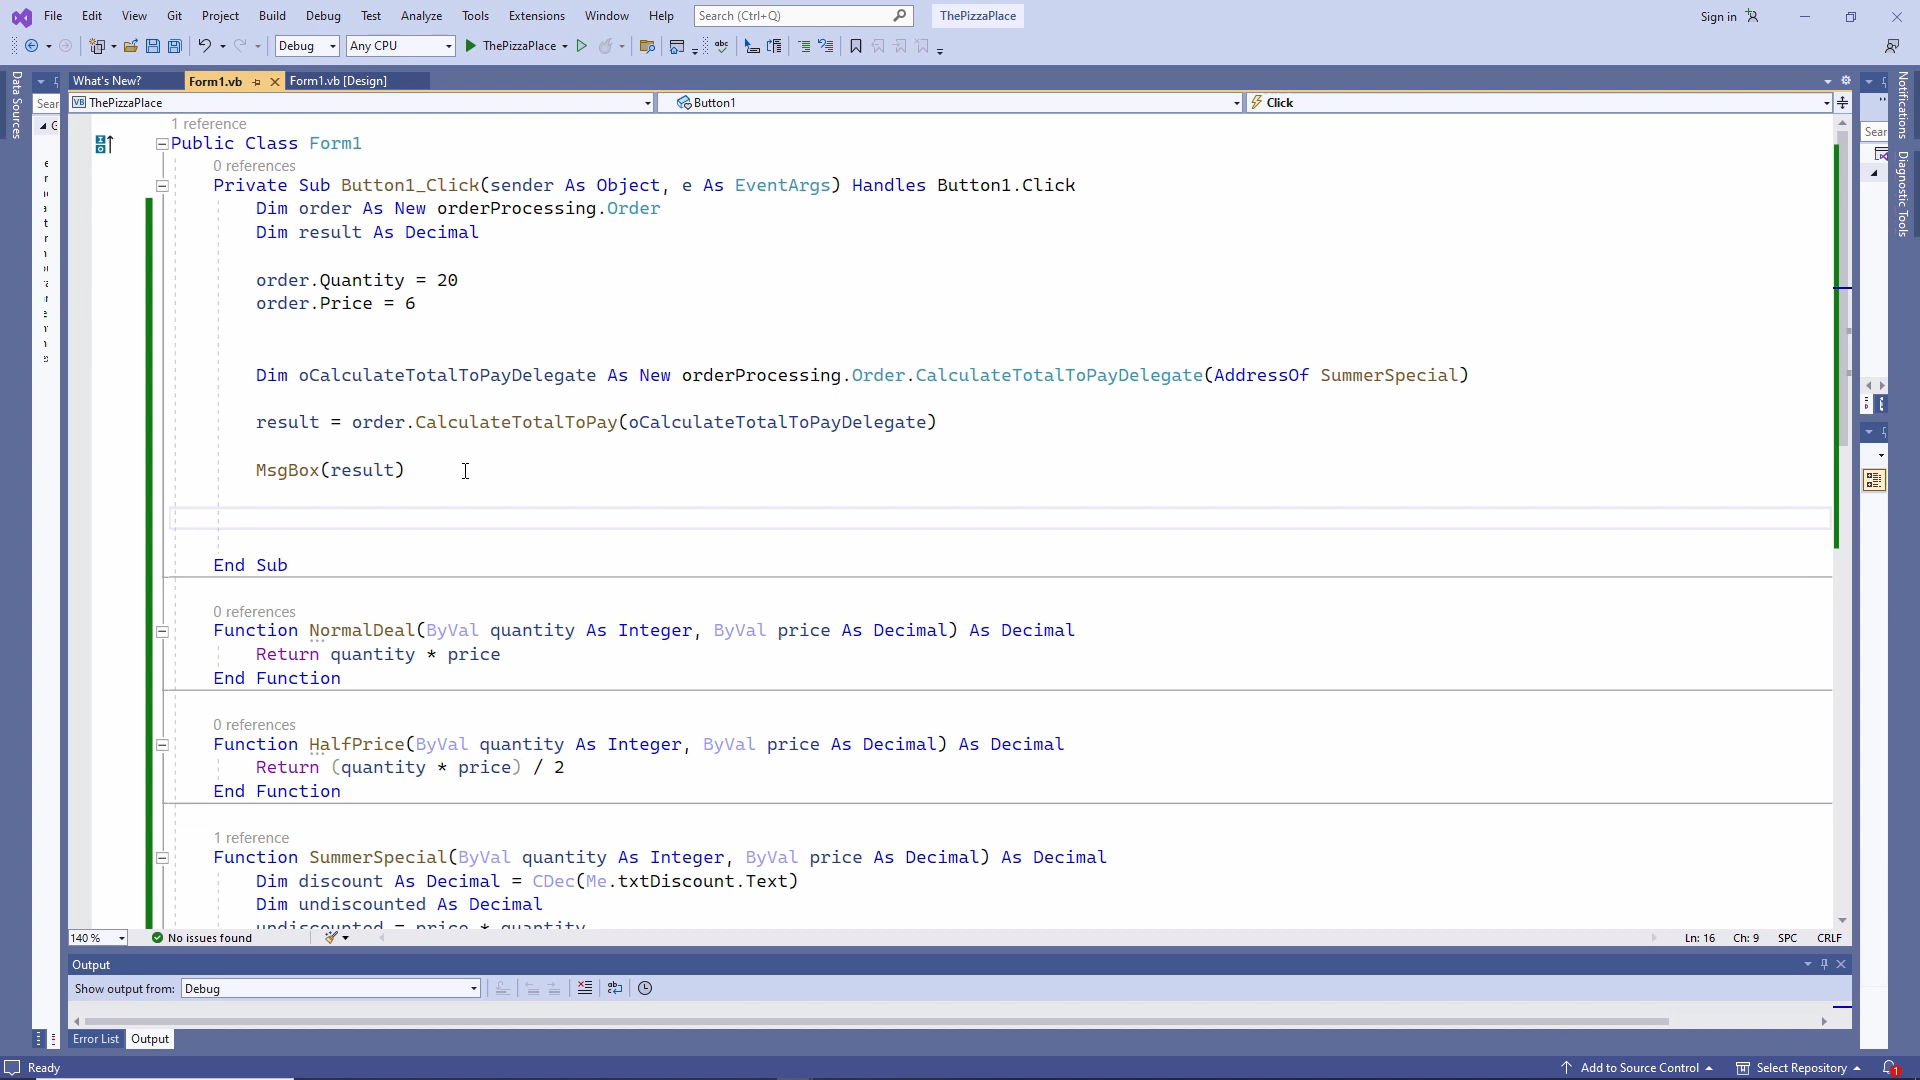 File Edit View Git Project Build Debug Test Analyze Tools Extensions Window Help Search (Ctrl+Q) ThePizzaPlace Sign in
Debug Any CPU ThePizzaPlace
What's New? Form1.vb Form1.vb [Design]
Data Sources
Sear
VB ThePizzaPlace Button1 Click
Notifications
Diagnostic Tools
Sear
1 reference
Public Class Form1
0 references
Private Sub Button1_Click(sender As Object, e As EventArgs) Handles Button1.Click
Dim order As New orderProcessing.Order
Dim result As Decimal
order.Quantity = 20
order.Price = 6
Dim oCalculateTotalToPayDelegate As New orderProcessing.Order.CalculateTotalToPayDelegate(AddressOf SummerSpecial)
result = order.CalculateTotalToPay(oCalculateTotalToPayDelegate)
MsgBox(result)
End Sub
0 references
Function NormalDeal(ByVal quantity As Integer, ByVal price As Decimal) As Decimal
Return quantity * price
End Function
0 references
Function HalfPrice(ByVal quantity As Integer, ByVal price As Decimal) As Decimal
Return (quantity * price) / 2
End Function
1 reference
Function SummerSpecial(ByVal quantity As Integer, ByVal price As Decimal) As Decimal
Dim discount As Decimal = CDec(Me.txtDiscount.Text)
Dim undiscounted As Decimal
undiscounted = price * quantity
140 % No issues found Ln: 16 Ch: 9 SPC CRLF
Output
Show output from: Debug
Error List Output
Ready Add to Source Control Select Repository 1